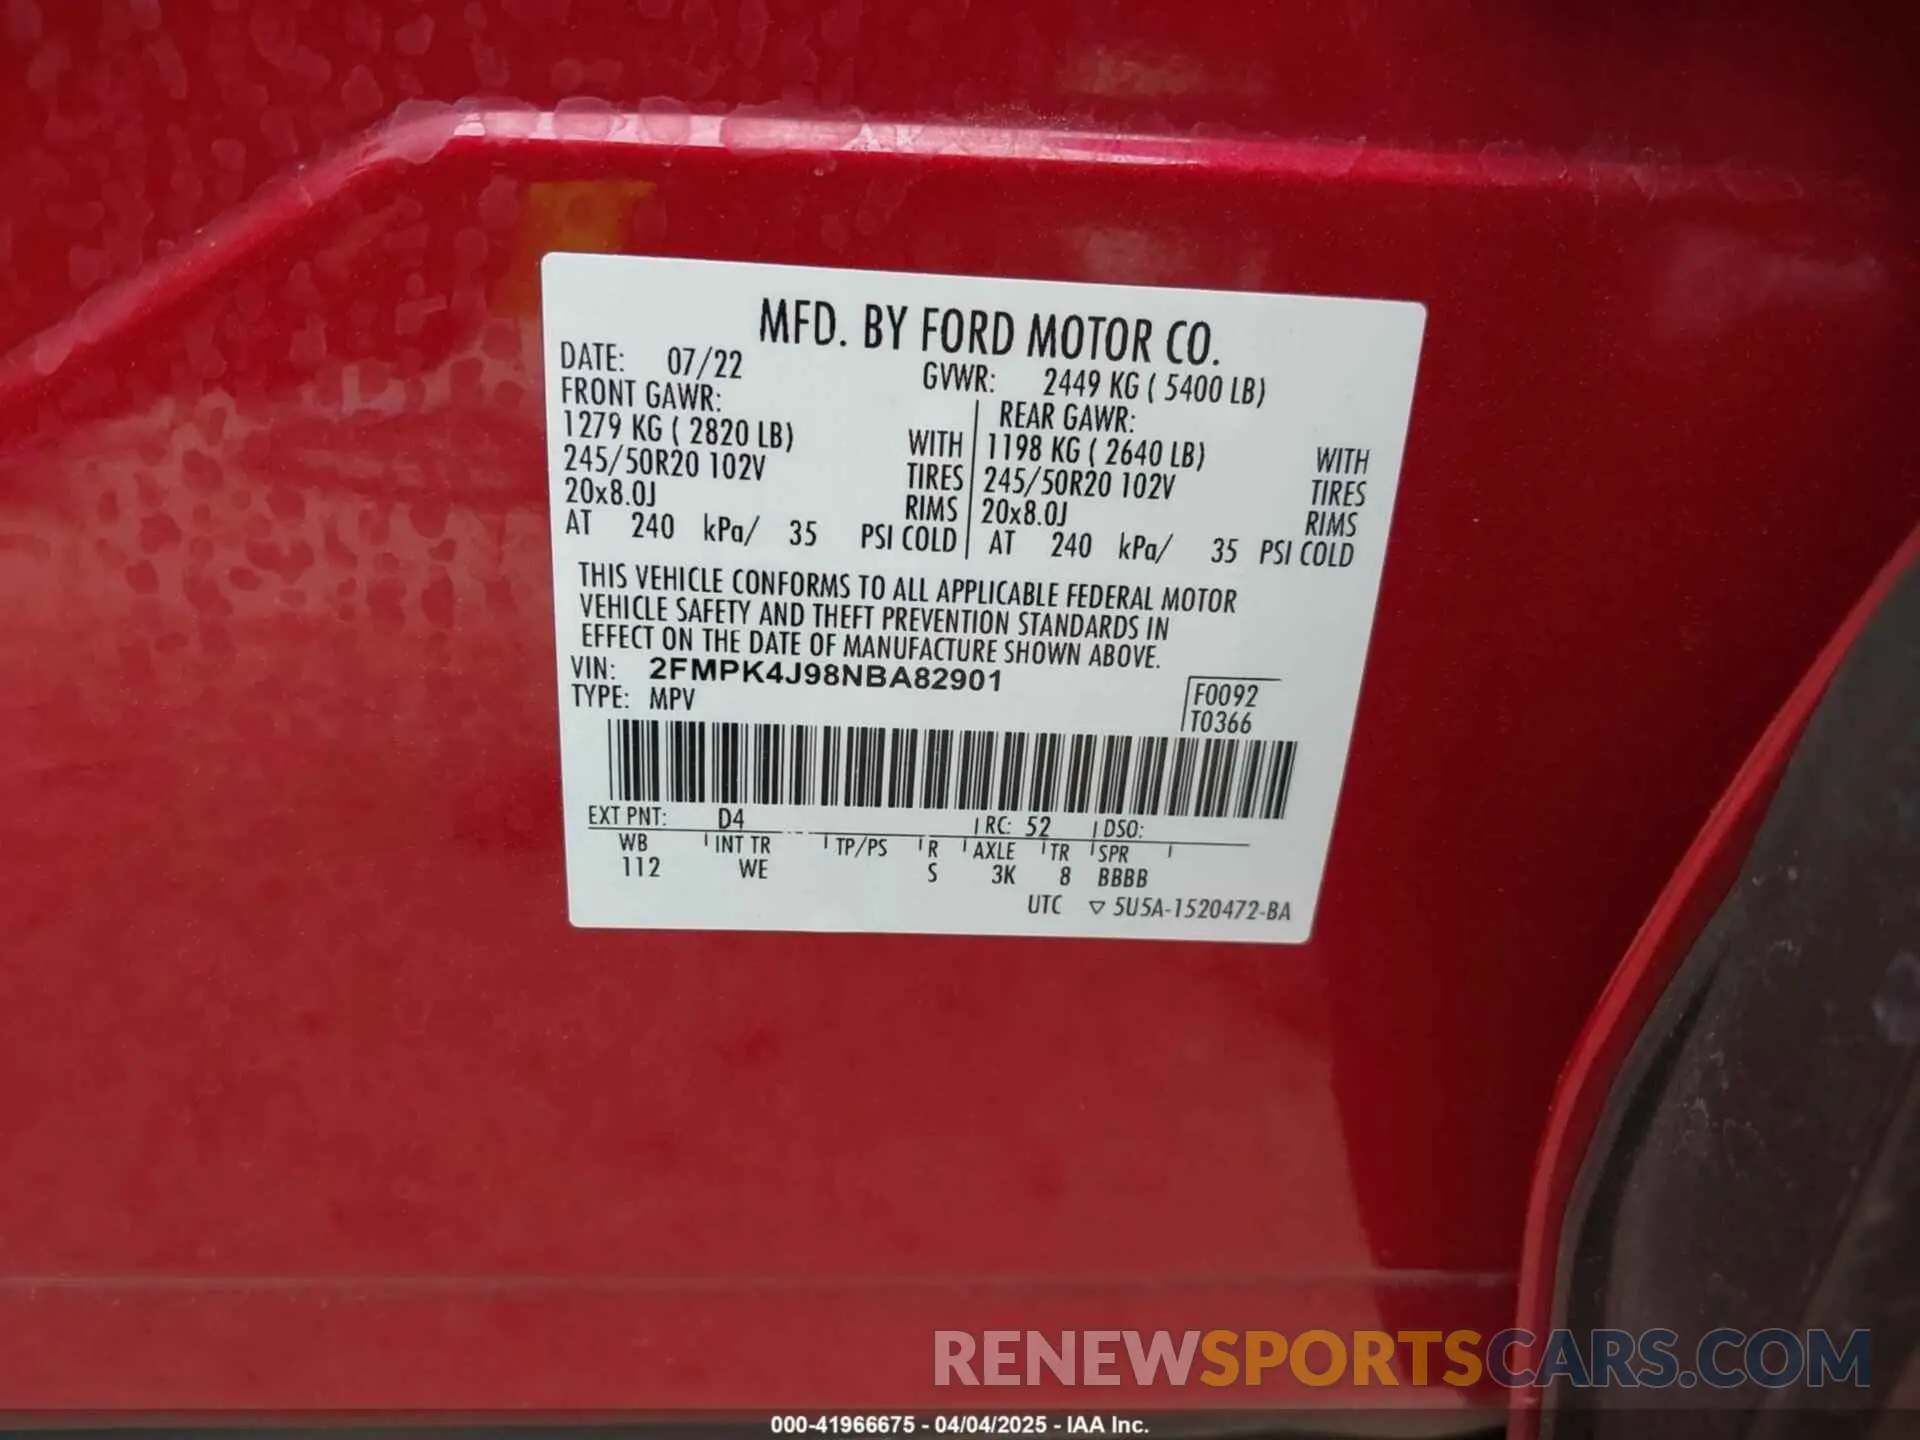 MFD. BY FORD MOTOR CO.
DATE: 07/22 GVWR: 2449 KG ( 5400 LB)
FRONT GAWR: REAR GAWR:
1279 KG ( 2820 LB) WITH 1198 KG ( 2640 LB) WITH
245/50R20 102V TIRES 245/50R20 102V TIRES
20x8.0J RIMS 20x8.0J RIMS
AT 240 kPa/ 35 PSI COLD AT 240 kPa/ 35 PSI COLD
THIS VEHICLE CONFORMS TO ALL APPLICABLE FEDERAL MOTOR
VEHICLE SAFETY AND THEFT PREVENTION STANDARDS IN
EFFECT ON THE DATE OF MANUFACTURE SHOWN ABOVE.
VIN: 2FMPK4J98NBA82901
TYPE: MPV
F0092
T0366
EXT PNT: D4 RC: 52 DSO:
WB INT TR TP/PS R AXLE TR SPR
112 WE S 3K 8 BBBB
UTC ▽ 5U5A-1520472-BA
RENEWSPORTSCARS.COM
000-41966675 - 04/04/2025 - IAA Inc.